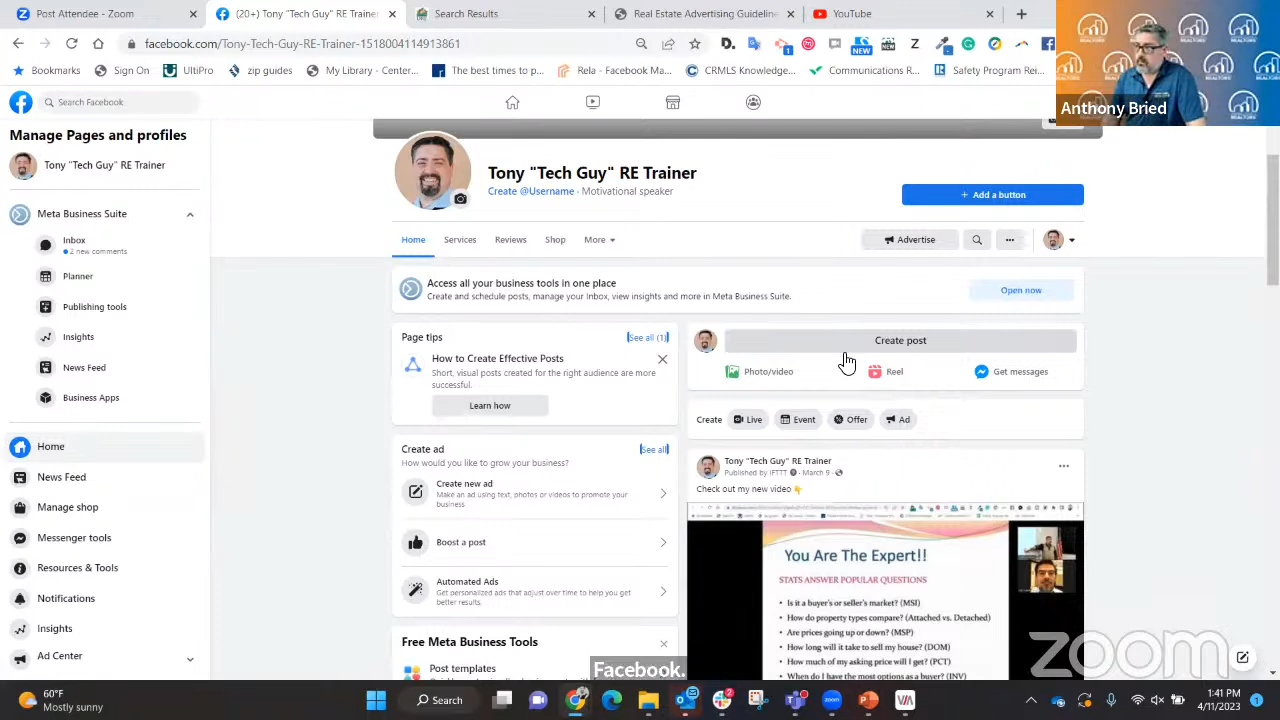 Zoom Post - Attendee
(20+) Tony "Tech Guy" RE Trainer
Search Results
Real Estate Advertising Guideline
YouTube
facebook.com/Tony-Tech-Guy-RE-Trainer-151877114913861
Bookmarks
Sign On
UltiPro
zip guides
My Library - Center...
The best times to p...
Rela - Facebook Ma...
CRMLS Knowledge...
Communications R...
Safety Program Rei...
Anthony Bried
Search Facebook
Manage Pages and profiles
Tony "Tech Guy" RE Trainer
Meta Business Suite
Inbox
2 new comments
Planner
Publishing tools
Insights
News Feed
Business Apps
Home
News Feed
Manage shop
Messenger tools
Resources & Tools
Notifications
Insights
Ad Center
Tony "Tech Guy" RE Trainer
Create @Username · Motivational speaker
+ Add a button
Home Services Reviews Shop More
Advertise
Access all your business tools in one place
Create and schedule posts, manage your Inbox, view insights and more in Meta Business Suite.
Open now
Page tips
See all (1)
How to Create Effective Posts
Short, visual posts created for the right audience are more
successful.
Learn how
Create ad
See all
How would you like to grow your business?
Create new ad
Make an ad using text, photos or videos to promote your
business
Boost a post
Automated Ads
Get personalized ads that adjust over time to help you get
better results.
Free Meta Business Tools
Post templates
Create post
Photo/video
Reel
Get messages
Create
Live
Event
Offer
Ad
Tony "Tech Guy" RE Trainer
Published by IFTTT · March 9 ·
Check out my new video 👇
You Are The Expert!!
STATS ANSWER POPULAR QUESTIONS
• Is it a buyer's or seller's market? (MSI)
• How do property types compare? (Attached vs. Detached)
• Are prices going up or down? (MSP)
• How long will it take to sell my house? (DOM)
• How much of my asking price will I get? (PCT)
• When do I have the most options as a buyer? (INV)
zoom
Facebook.
60°F
Mostly sunny
Search
1:41 PM
4/11/2023